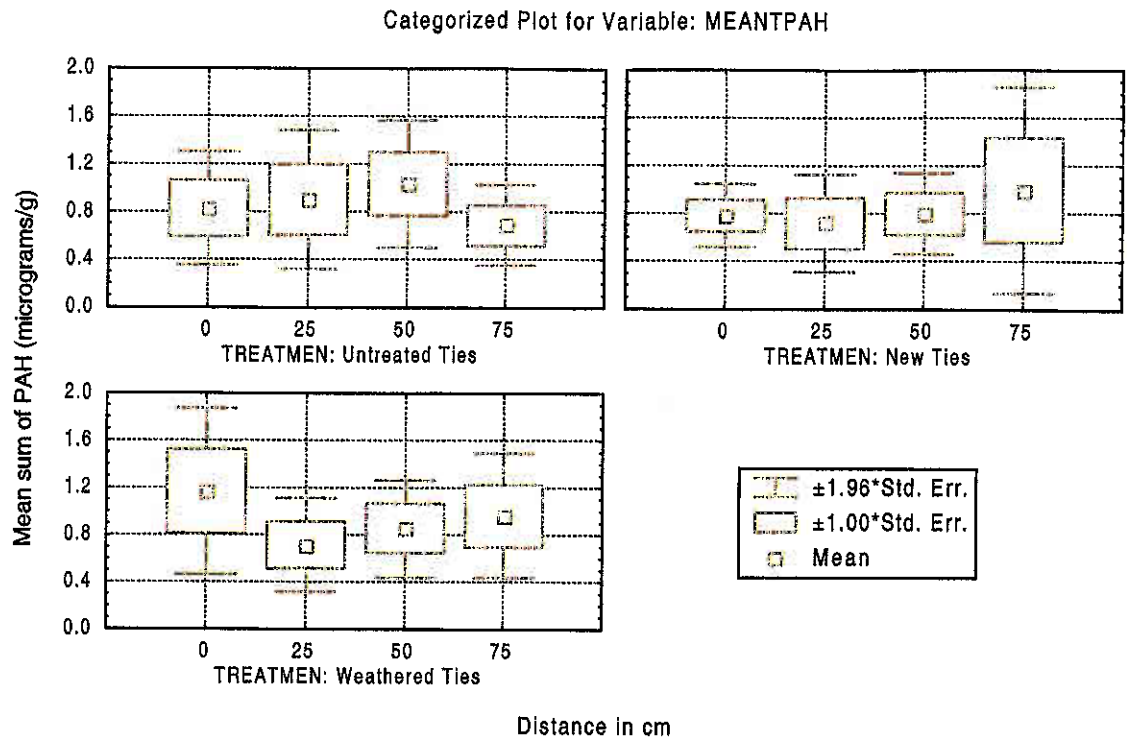 Categorized Plot for Variable: MEANTPAH
Mean sum of PAH (micrograms/g)
2.0
1.6
1.2
0.8
0.4
0.0
0 25 50 75
TREATMEN: Untreated Ties
0 25 50 75
TREATMEN: New Ties
2.0
1.6
1.2
0.8
0.4
0.0
0 25 50 75
TREATMEN: Weathered Ties
±1.96*Std. Err.
±1.00*Std. Err.
Mean
Distance in cm